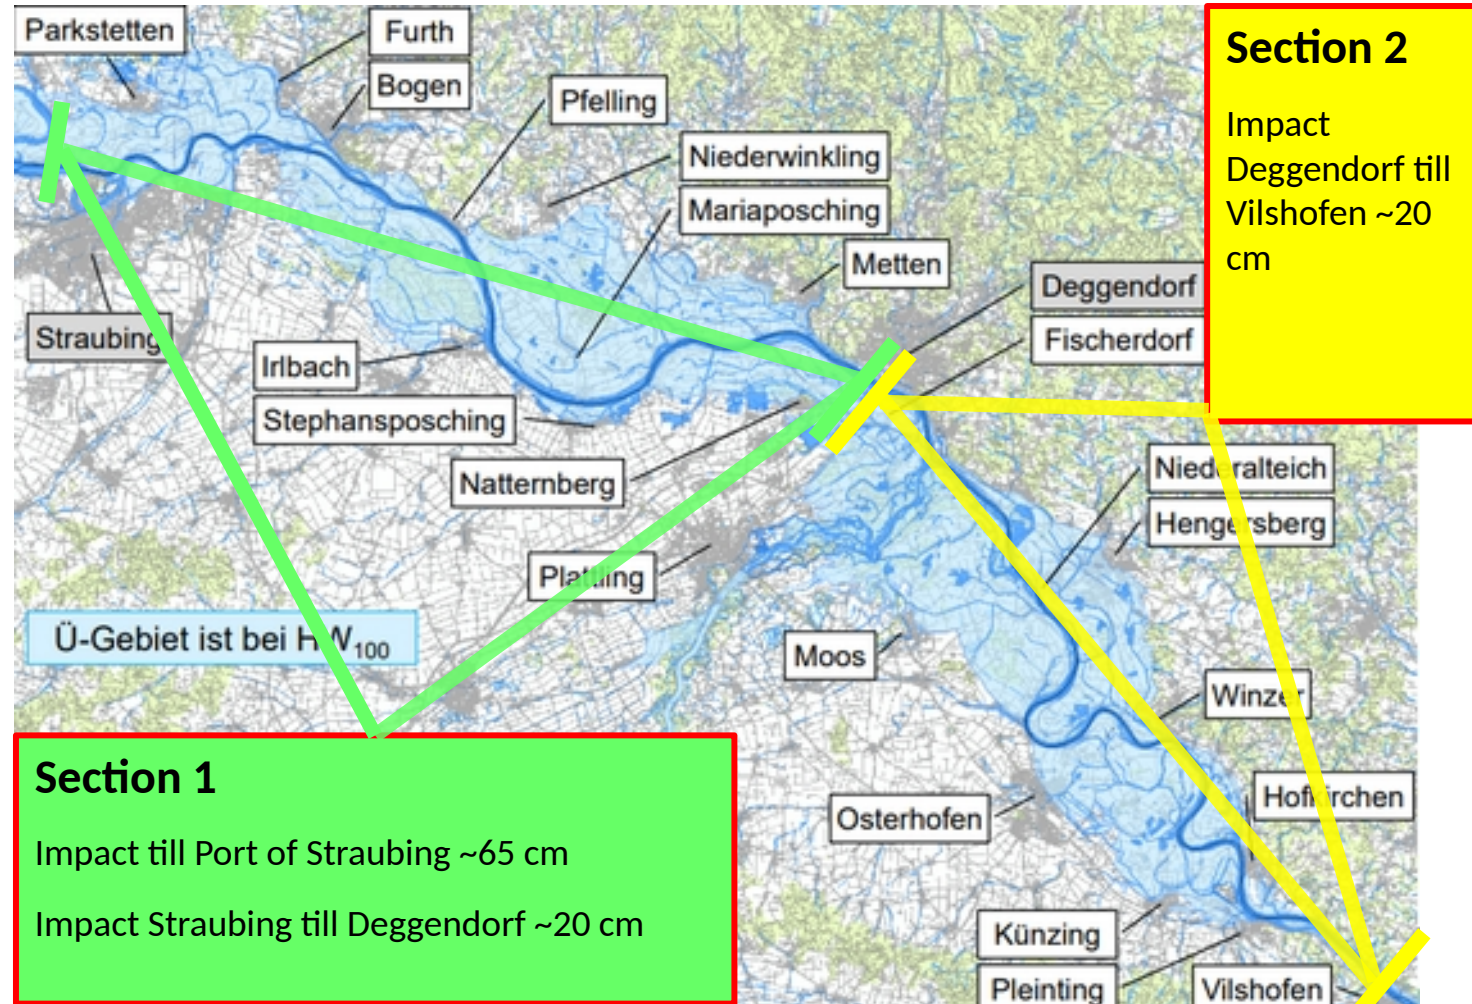 Parkstetten
Furth
Bogen
Pfelling
Niederwinkling
Mariaposching
Metten
Deggendorf
Fischerdorf
Section 2
Impact
Deggendorf till
Vilshofen ~20
cm
Straubing
Irlbach
Stephansposching
Natternberg
Plattling
Niederalteich
Hengersberg
Ü-Gebiet ist bei HW100
Moos
Winzer
Hofkirchen
Osterhofen
Künzing
Pleinting
Vilshofen
Section 1
Impact till Port of Straubing ~65 cm
Impact Straubing till Deggendorf ~20 cm